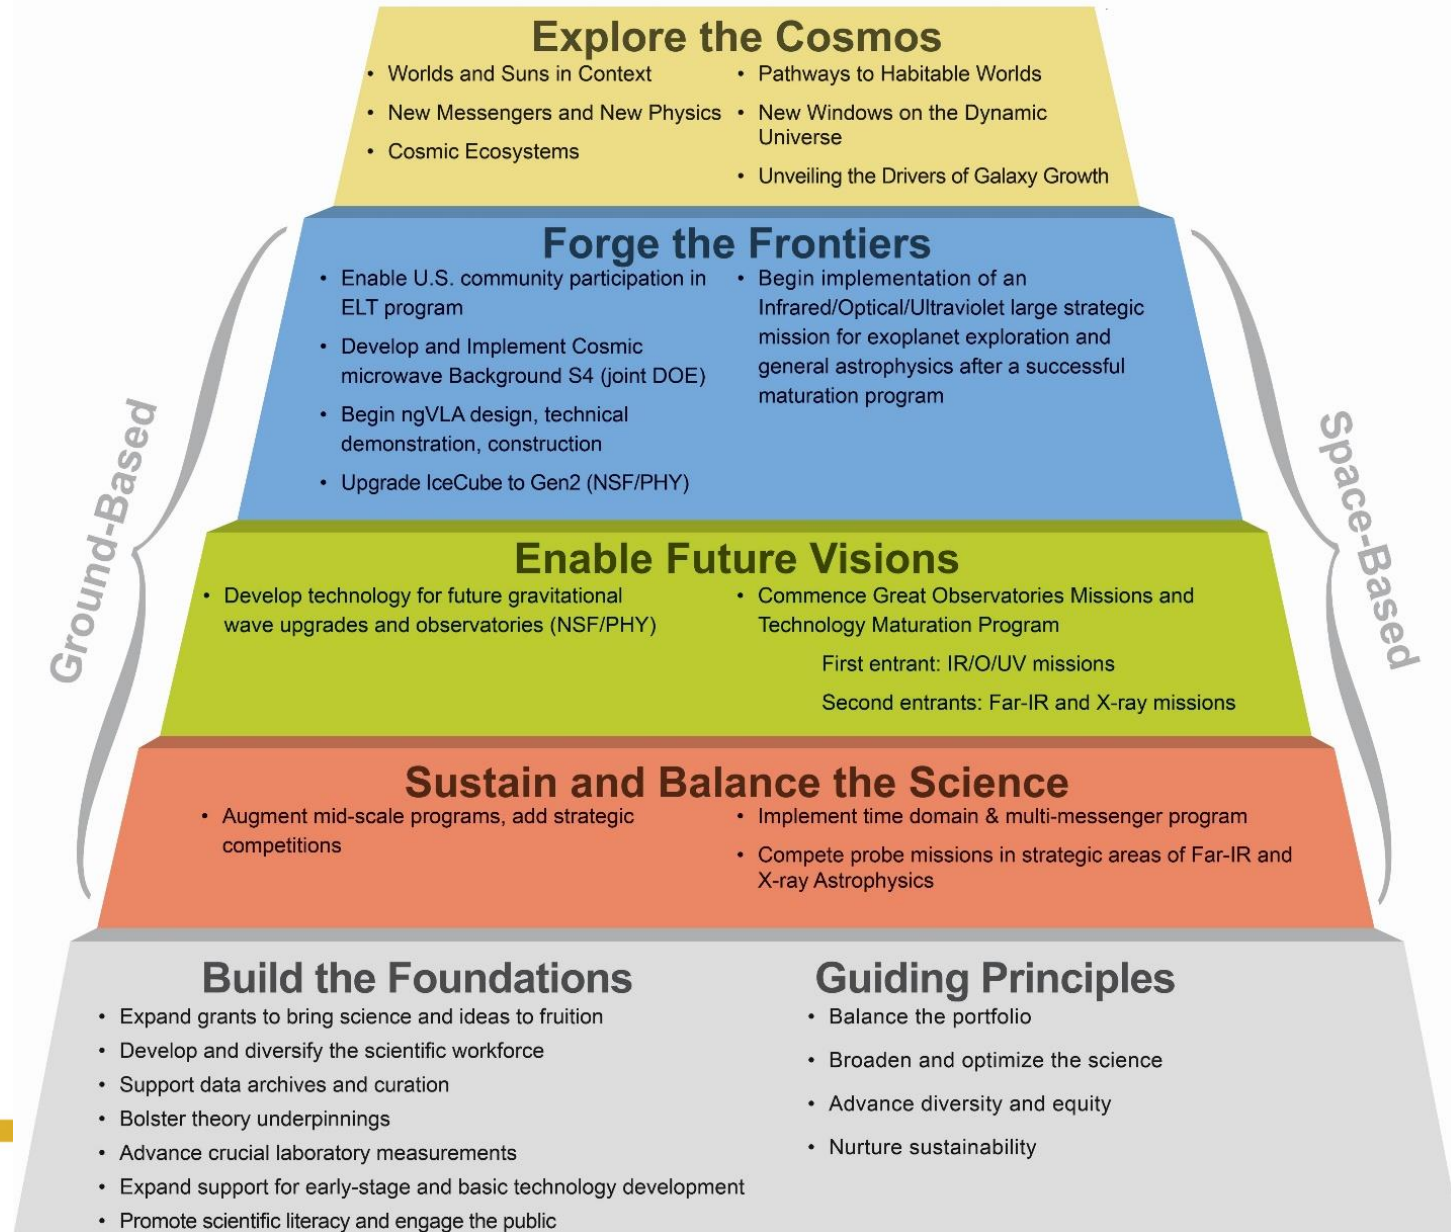 Explore the Cosmos
• Worlds and Suns in Context
• New Messengers and New Physics
• Cosmic Ecosystems
• Pathways to Habitable Worlds
• New Windows on the Dynamic
Universe
• Unveiling the Drivers of Galaxy Growth
Ground-Based
Space-Based
Forge the Frontiers
• Enable U.S. community participation in
ELT program
• Develop and Implement Cosmic
microwave Background S4 (joint DOE)
• Begin ngVLA design, technical
demonstration, construction
• Upgrade IceCube to Gen2 (NSF/PHY)
• Begin implementation of an
Infrared/Optical/Ultraviolet large strategic
mission for exoplanet exploration and
general astrophysics after a successful
maturation program
Enable Future Visions
• Develop technology for future gravitational
wave upgrades and observatories (NSF/PHY)
• Commence Great Observatories Missions and
Technology Maturation Program
First entrant: IR/O/UV missions
Second entrants: Far-IR and X-ray missions
Sustain and Balance the Science
• Augment mid-scale programs, add strategic
competitions
• Implement time domain & multi-messenger program
• Compete probe missions in strategic areas of Far-IR and
X-ray Astrophysics
Build the Foundations
• Expand grants to bring science and ideas to fruition
• Develop and diversify the scientific workforce
• Support data archives and curation
• Bolster theory underpinnings
• Advance crucial laboratory measurements
• Expand support for early-stage and basic technology development
• Promote scientific literacy and engage the public
Guiding Principles
• Balance the portfolio
• Broaden and optimize the science
• Advance diversity and equity
• Nurture sustainability